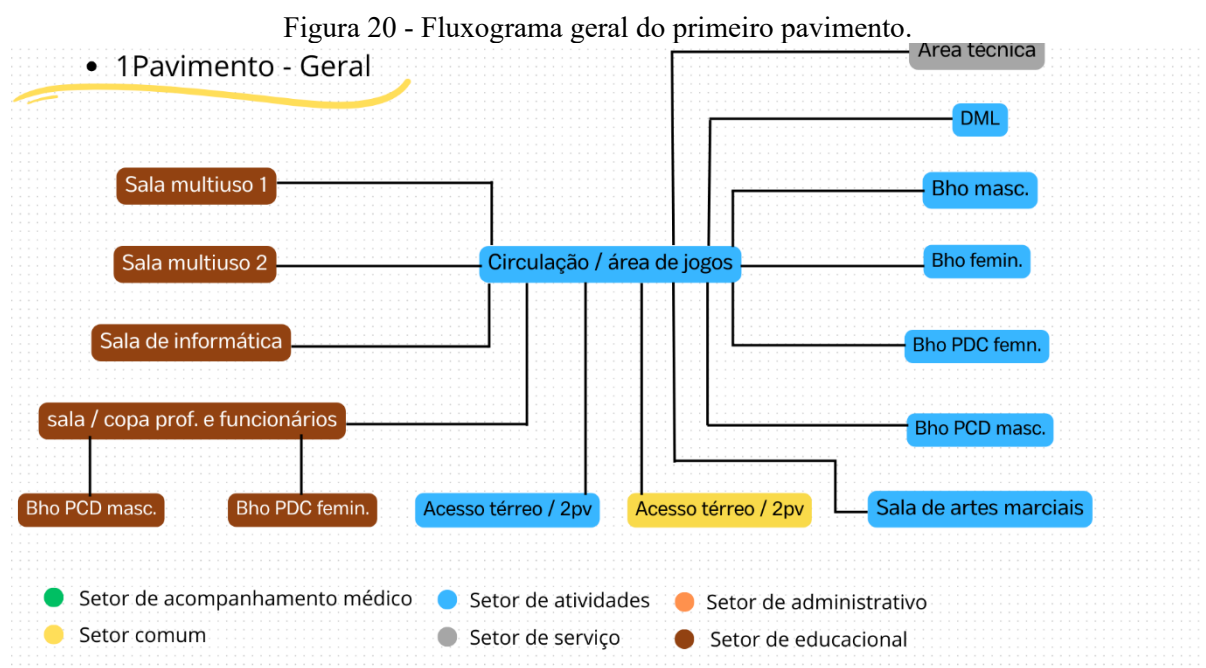 Figura 20 - Fluxograma geral do primeiro pavimento.
• 1Pavimento - Geral
Área técnica
DML
Sala multiuso 1
Bho masc.
Sala multiuso 2
Circulação / área de jogos
Bho femin.
Sala de informática
Bho PDC femn.
sala / copa prof. e funcionários
Bho PCD masc.
Bho PCD masc.
Bho PDC femin.
Acesso térreo / 2pv
Acesso térreo / 2pv
Sala de artes marciais
Setor de acompanhamento médico
Setor de atividades
Setor de administrativo
Setor comum
Setor de serviço
Setor de educacional